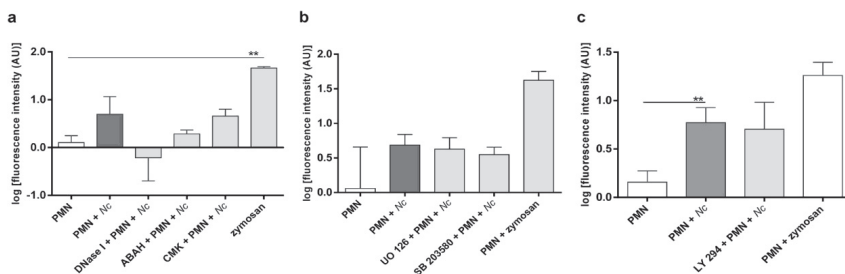 a
log [fluorescence intensity (AU)]
2.0
1.0
0.0
-1.0
**
PMN
PMN + Nc
DNase I + PMN + Nc
ABAH + PMN + Nc
CMK + PMN + Nc
zymosan
b
log [fluorescence intensity (AU)]
2.0
1.5
1.0
0.5
0.0
PMN
PMN + Nc
UO 126 + PMN + Nc
SB 203580 + PMN + Nc
PMN + zymosan
c
log [fluorescence intensity (AU)]
1.5
1.0
0.5
0.0
**
PMN
PMN + Nc
LY 294 + PMN + Nc
PMN + zymosan